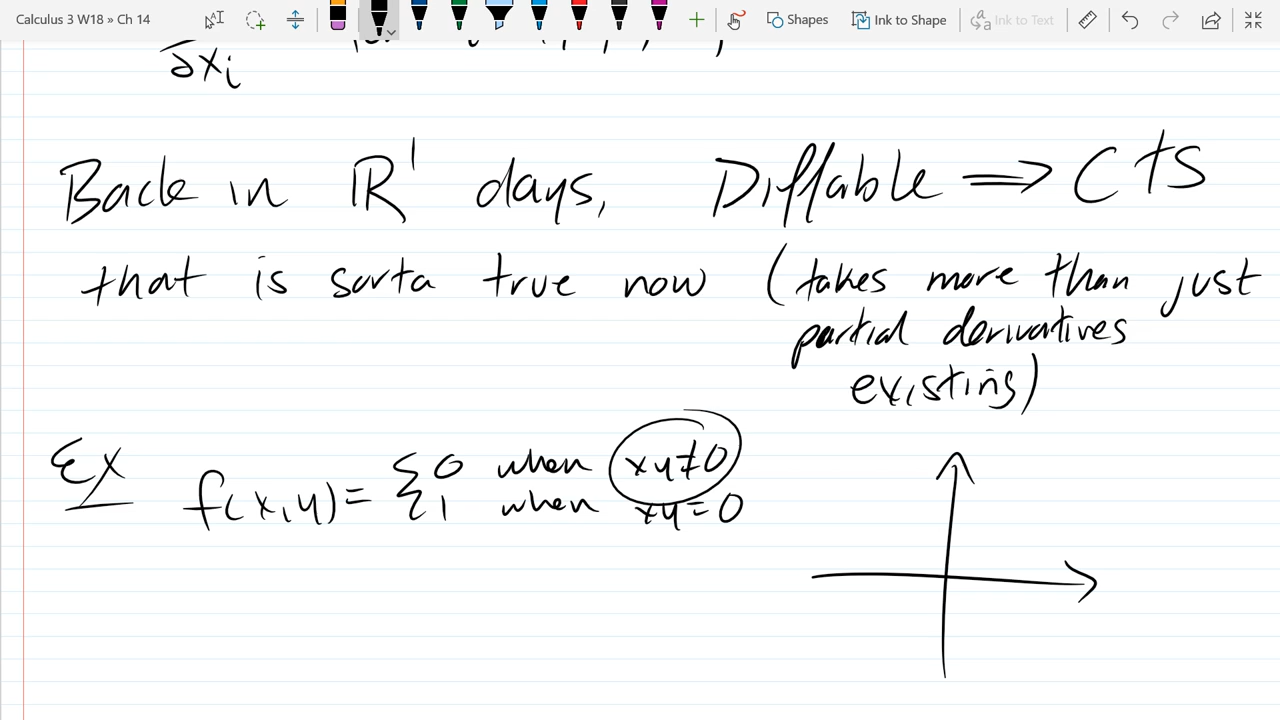 Calculus 3 W18 » Ch 14
Shapes
Ink to Shape
Ink to Text
∂xᵢ
Back in ℝ¹ days, Diffable ⟹ CTS
that is sorta true now (takes more than just
partial derivatives
existing)
Ex f(x,y) = { 0 when xy≠0
1 when xy=0